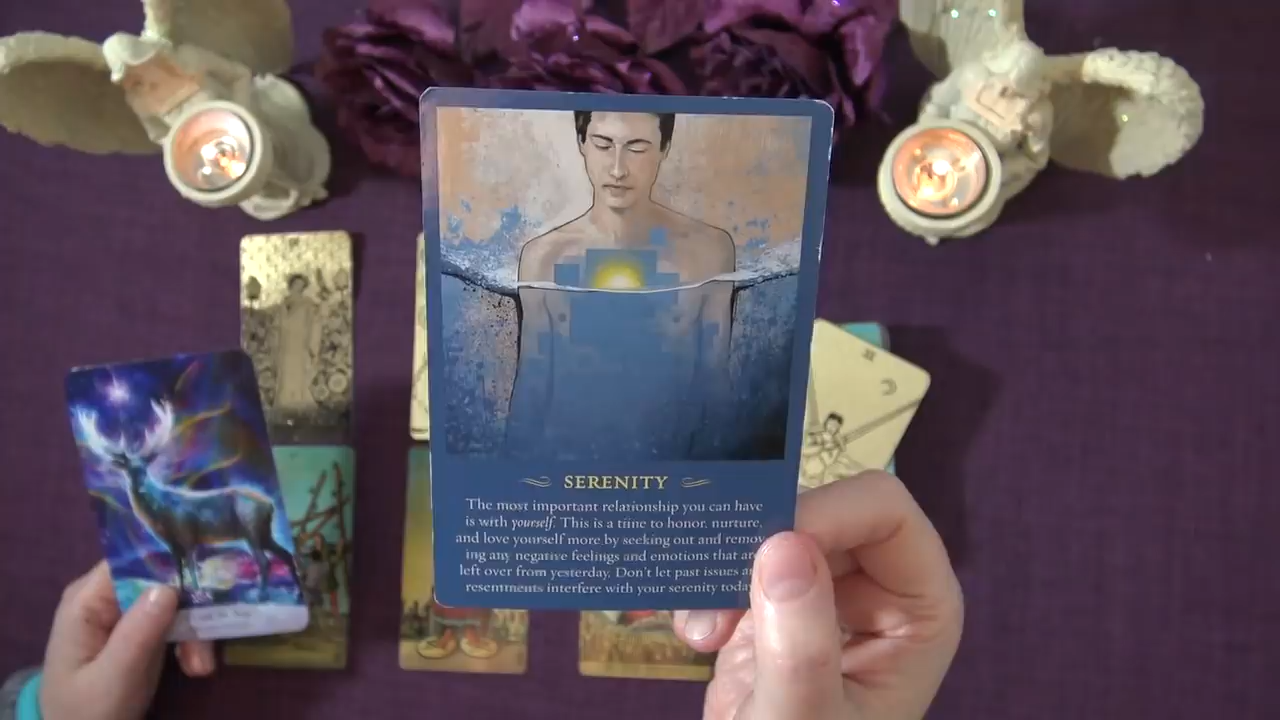 SERENITY
The most important relationship you can have
is with yourself. This is a time to honor, nurture,
and love yourself more by seeking out and remov
ing any negative feelings and emotions that are
left over from yesterday. Don't let past issues
resentments interfere with your serenity today